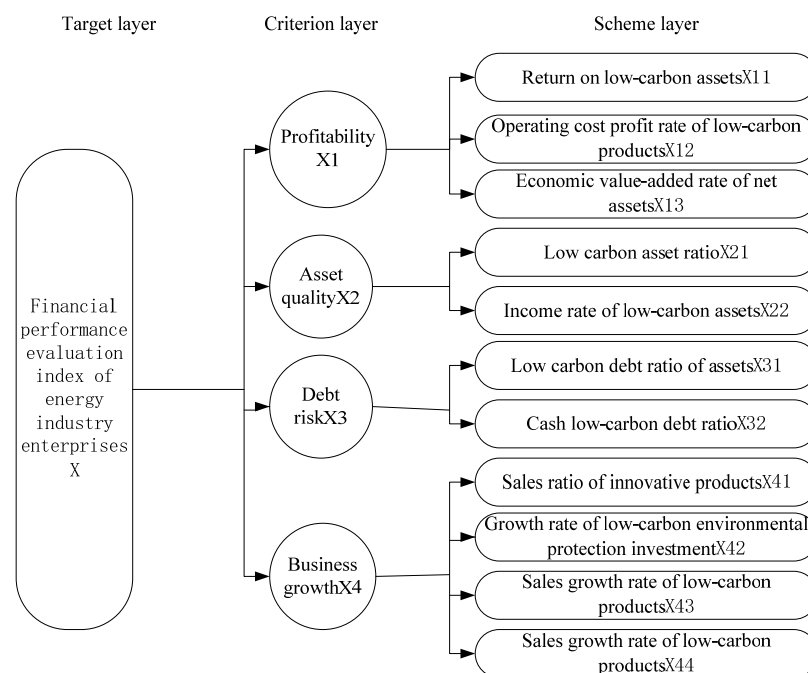 Target layer
Criterion layer
Scheme layer
Financial
performance
evaluation
index of
energy
industry
enterprises
X
Profitability
X1
Return on low-carbon assetsX11
Operating cost profit rate of low-carbon
productsX12
Economic value-added rate of net
assetsX13
Asset
qualityX2
Low carbon asset ratioX21
Income rate of low-carbon assetsX22
Debt
riskX3
Low carbon debt ratio of assetsX31
Cash low-carbon debt ratioX32
Business
growthX4
Sales ratio of innovative productsX41
Growth rate of low-carbon environmental
protection investmentX42
Sales growth rate of low-carbon
productsX43
Sales growth rate of low-carbon
productsX44